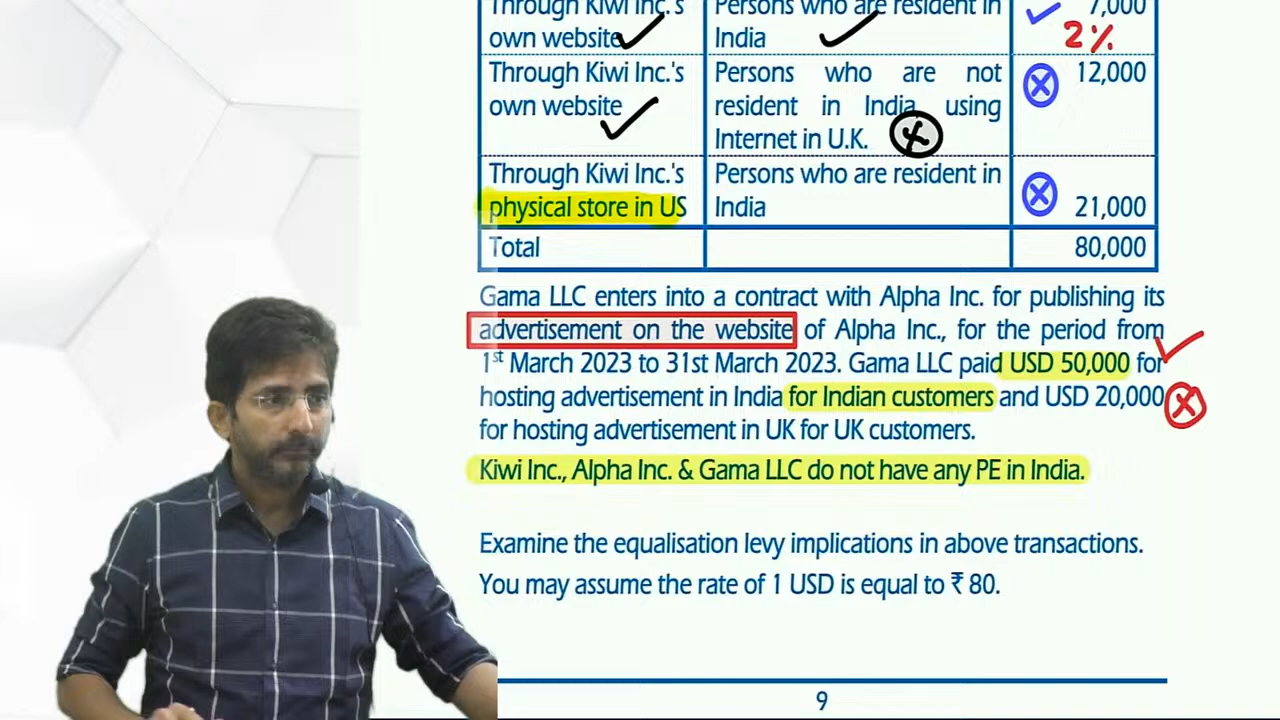 Through Kiwi Inc.'s Persons who are resident in 7,000
own website India 2%
Through Kiwi Inc.'s Persons who are not 12,000
own website resident in India using
Internet in U.K.
Through Kiwi Inc.'s Persons who are resident in
physical store in US India 21,000
Total 80,000
Gama LLC enters into a contract with Alpha Inc. for publishing its
advertisement on the website of Alpha Inc., for the period from
1st March 2023 to 31st March 2023. Gama LLC paid USD 50,000 for
hosting advertisement in India for Indian customers and USD 20,000
for hosting advertisement in UK for UK customers.
Kiwi Inc., Alpha Inc. & Gama LLC do not have any PE in India.
Examine the equalisation levy implications in above transactions.
You may assume the rate of 1 USD is equal to ₹ 80.
9